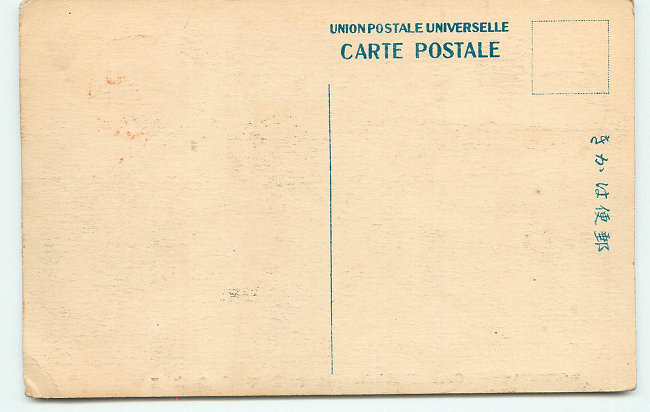 UNION POSTALE UNIVERSELLE
CARTE POSTALE
きかは便郵